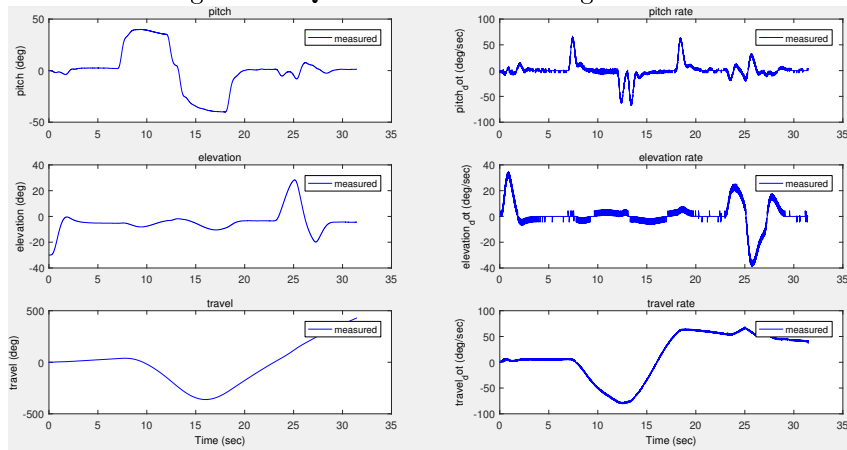 pitch
50
0
-50
0 5 10 15 20 25 30 35
pitch (deg)
measured
pitch rate
100
50
0
-50
-100
0 5 10 15 20 25 30 35
pitch_dot (deg/sec)
measured
elevation
40
20
0
-20
-40
0 5 10 15 20 25 30 35
elevation (deg)
measured
elevation rate
40
20
0
-20
-40
0 5 10 15 20 25 30 35
elevation_dot (deg/sec)
measured
travel
500
0
-500
0 5 10 15 20 25 30 35
travel (deg)
Time (sec)
measured
travel rate
100
50
0
-50
-100
0 5 10 15 20 25 30 35
travel_dot (deg/sec)
Time (sec)
measured